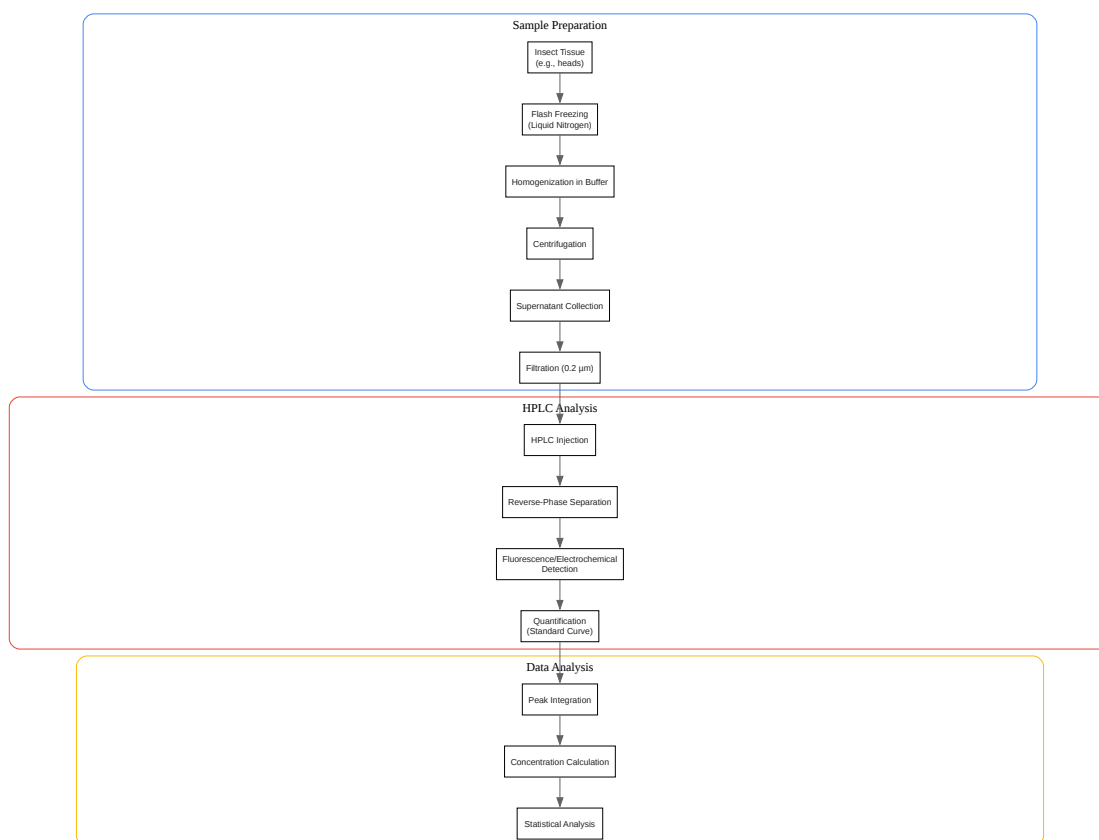 Sample Preparation
Insect Tissue
(e.g., heads)
Flash Freezing
(Liquid Nitrogen)
Homogenization in Buffer
Centrifugation
Supernatant Collection
Filtration (0.2 µm)
HPLC Analysis
HPLC Injection
Reverse-Phase Separation
Fluorescence/Electrochemical
Detection
Quantification
(Standard Curve)
Data Analysis
Peak Integration
Concentration Calculation
Statistical Analysis